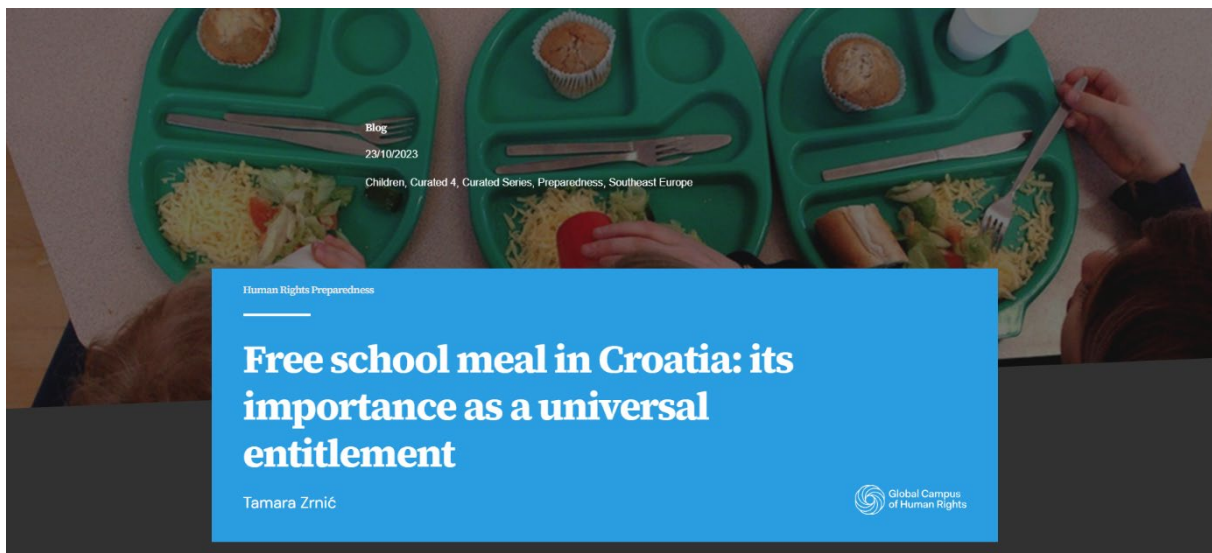 Blog
23/10/2023
Children, Curated 4, Curated Series, Preparedness, Southeast Europe
Human Rights Preparedness
Free school meal in Croatia: its
importance as a universal
entitlement
Tamara Zrnić
Global Campus
of Human Rights